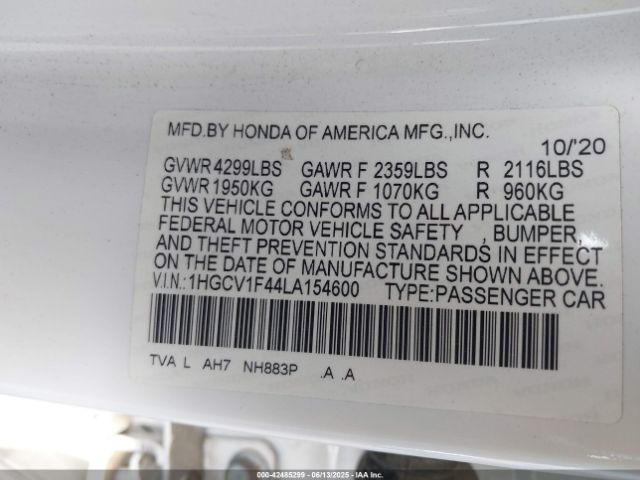 MFD.BY HONDA OF AMERICA MFG.,INC.
10/'20
GVWR 4299LBS GAWR F 2359LBS R 2116LBS
GVWR 1950KG GAWR F 1070KG R 960KG
THIS VEHICLE CONFORMS TO ALL APPLICABLE
FEDERAL MOTOR VEHICLE SAFETY , BUMPER,
AND THEFT PREVENTION STANDARDS IN EFFECT
ON THE DATE OF MANUFACTURE SHOWN ABOVE.
V.I.N.:1HGCV1F44LA154600 TYPE:PASSENGER CAR
TVA L AH7 NH883P .A .A
000-42485299 | 06/13/2025 | IAA Inc.